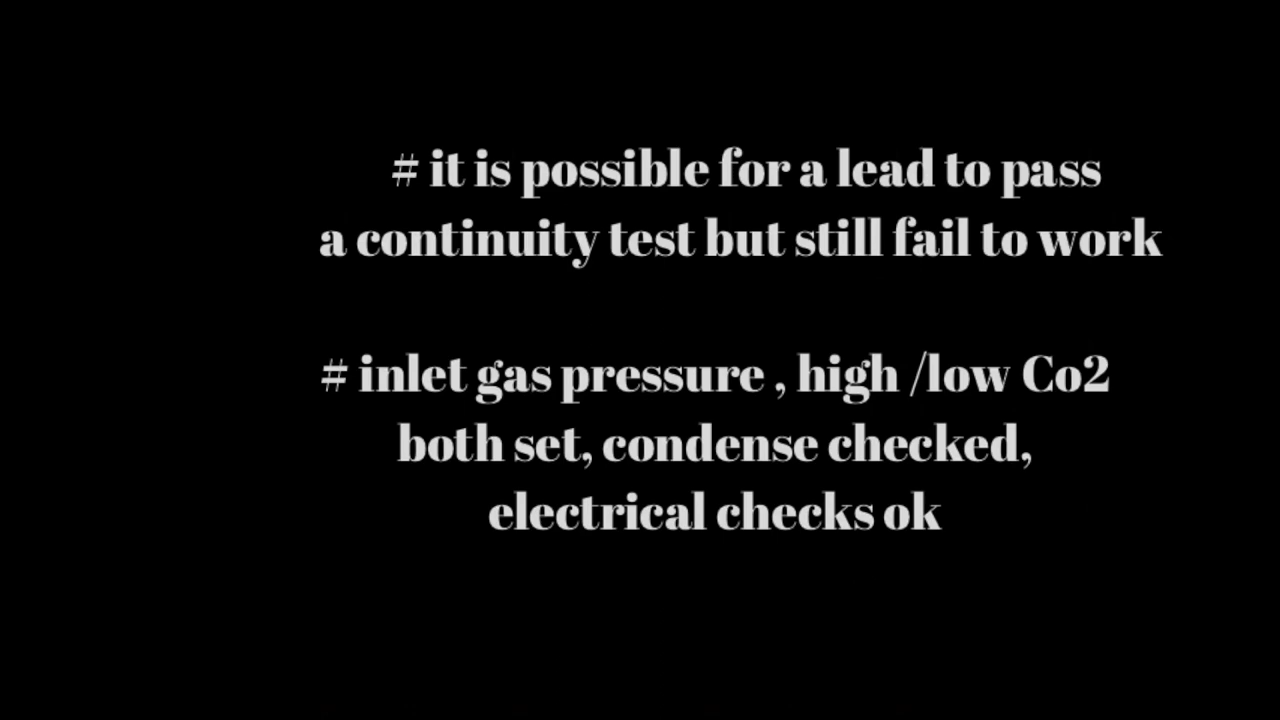 # it is possible for a lead to pass
a continuity test but still fail to work
# inlet gas pressure , high /low Co2
both set, condense checked,
electrical checks ok